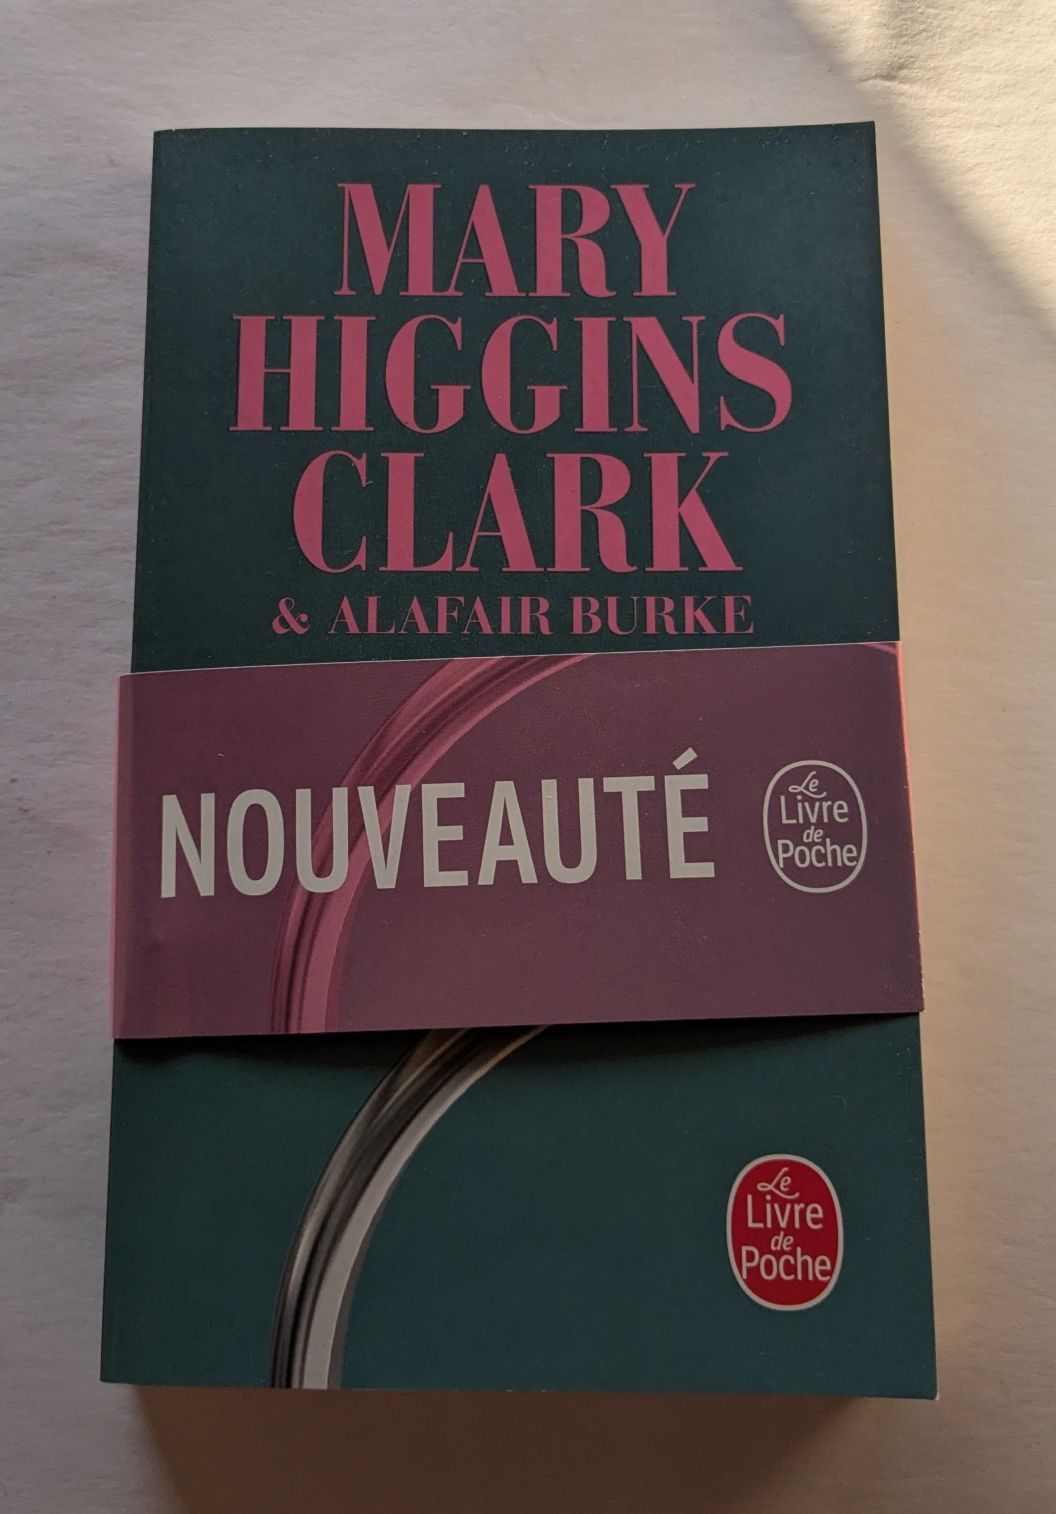 MARY
HIGGINS
CLARK
& ALAFAIR BURKE
NOUVEAUTÉ
Le
Livre
de
Poche
Le
Livre
de
Poche